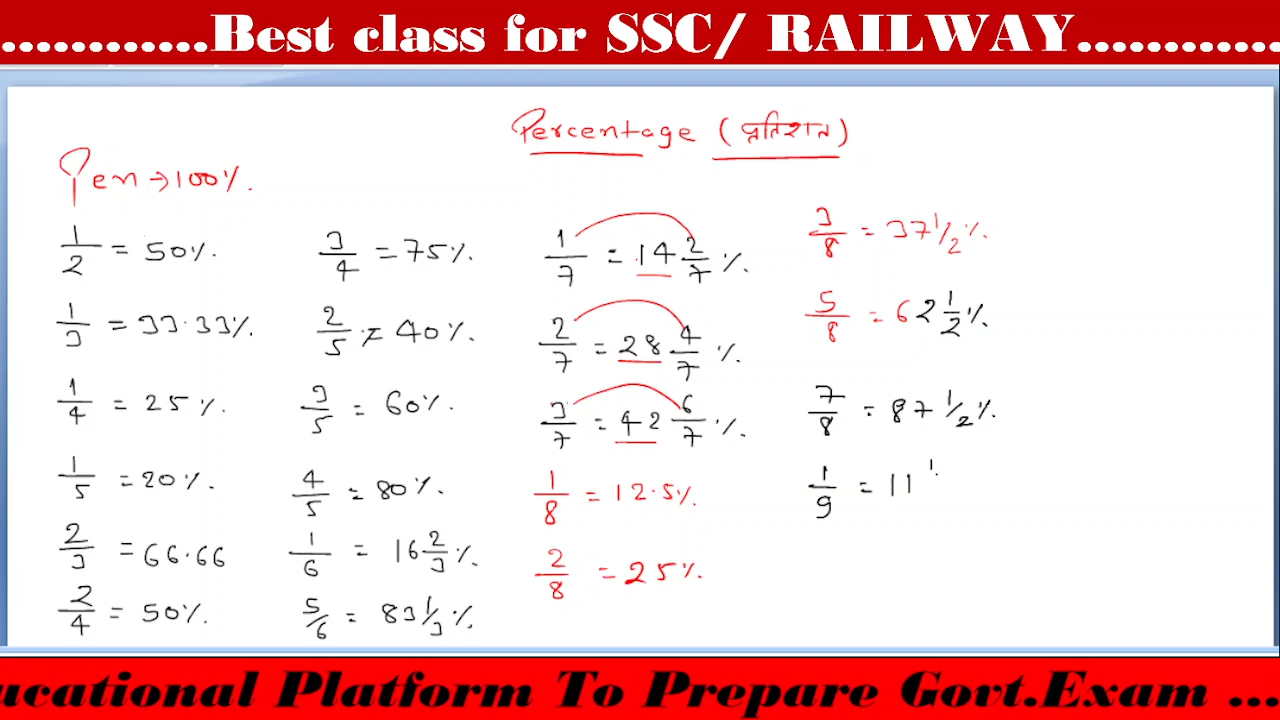 ............Best class for SSC/ RAILWAY............
Percentage (प्रतिशत)
Pen → 100%.
1/2 = 50%.
1/3 = 33.33%.
1/4 = 25%.
1/5 = 20%.
2/3 = 66.66
2/4 = 50%.
3/4 = 75%.
2/5 = 40%.
3/5 = 60%.
4/5 = 80%.
1/6 = 16 2/3%.
5/6 = 83 1/3%.
1/7 = 14 2/7%.
2/7 = 28 4/7%.
3/7 = 42 6/7%.
1/8 = 12.5%.
2/8 = 25%.
3/8 = 37 1/2%.
5/8 = 62 1/2%.
7/8 = 87 1/2%.
1/9 = 11 1
ucational Platform To Prepare Govt.Exam ...